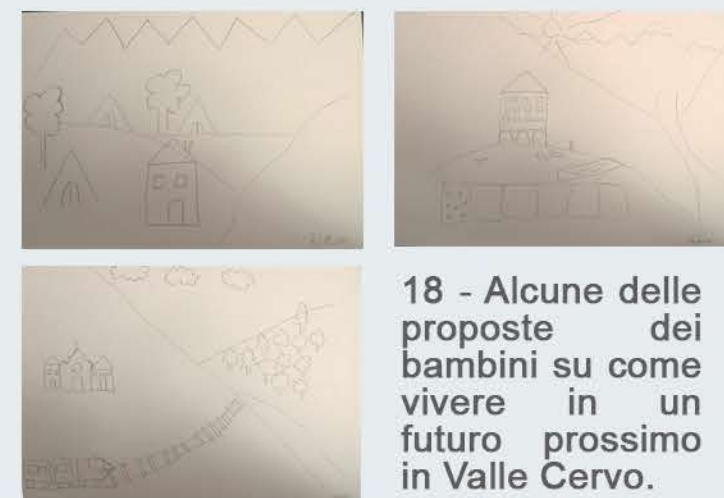 18 - Alcune delle
proposte dei
bambini su come
vivere in un
futuro prossimo
in Valle Cervo.